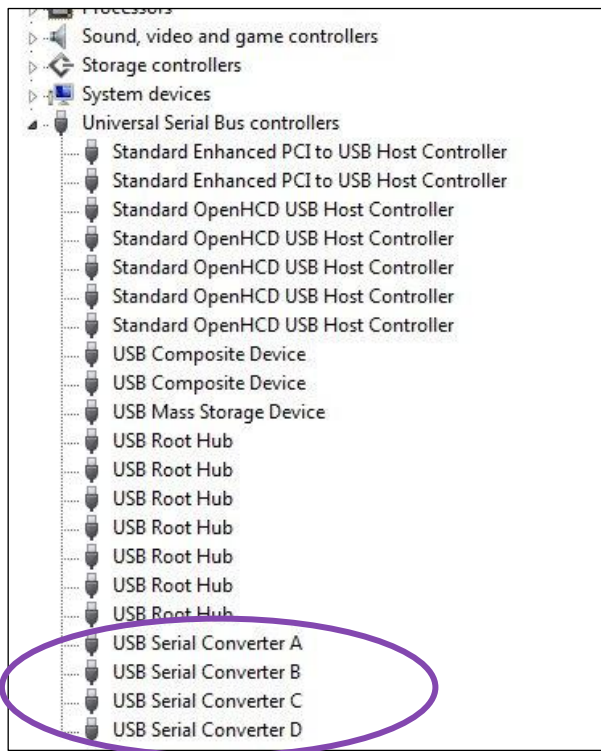 Processors
Sound, video and game controllers
Storage controllers
System devices
Universal Serial Bus controllers
Standard Enhanced PCI to USB Host Controller
Standard Enhanced PCI to USB Host Controller
Standard OpenHCD USB Host Controller
Standard OpenHCD USB Host Controller
Standard OpenHCD USB Host Controller
Standard OpenHCD USB Host Controller
Standard OpenHCD USB Host Controller
USB Composite Device
USB Composite Device
USB Mass Storage Device
USB Root Hub
USB Root Hub
USB Root Hub
USB Root Hub
USB Root Hub
USB Root Hub
USB Root Hub
USB Serial Converter A
USB Serial Converter B
USB Serial Converter C
USB Serial Converter D